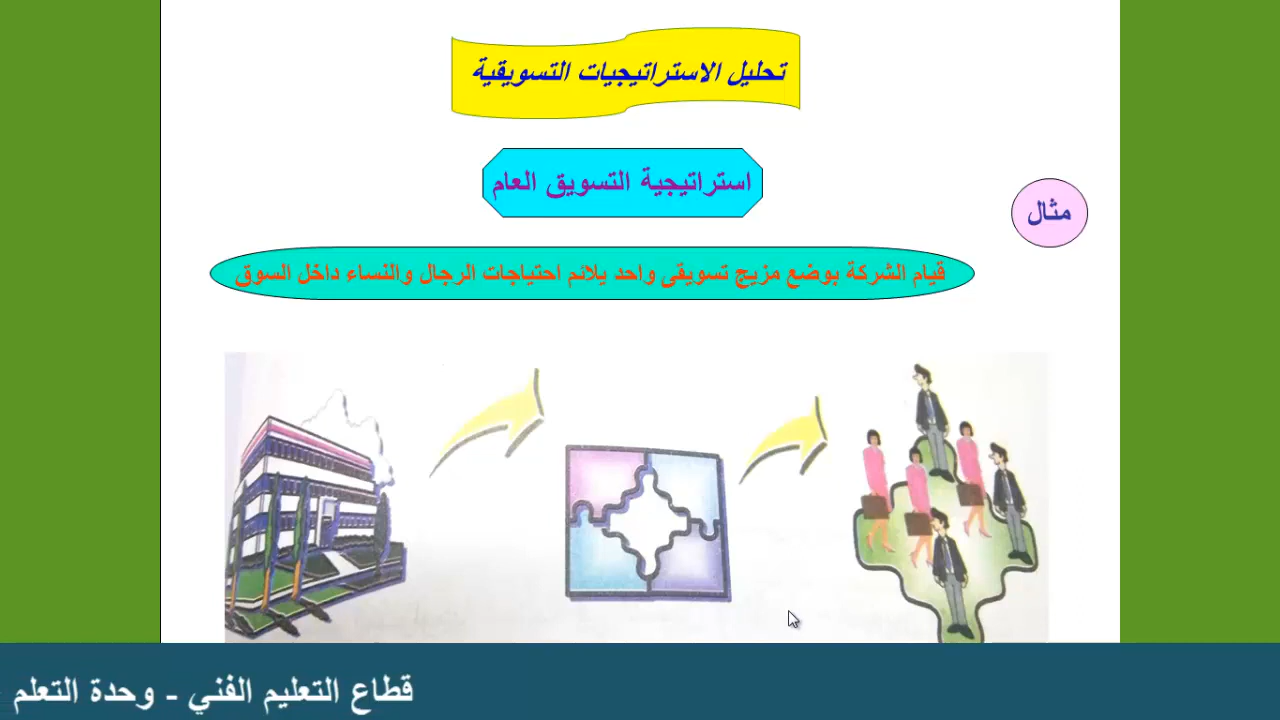 تحليل الاستراتيجيات التسويقية
استراتيجية التسويق العام
مثال
قيام الشركة بوضع مزيج تسويقى واحد يلائم احتياجات الرجال والنساء داخل السوق
قطاع التعليم الفني - وحدة التعلم